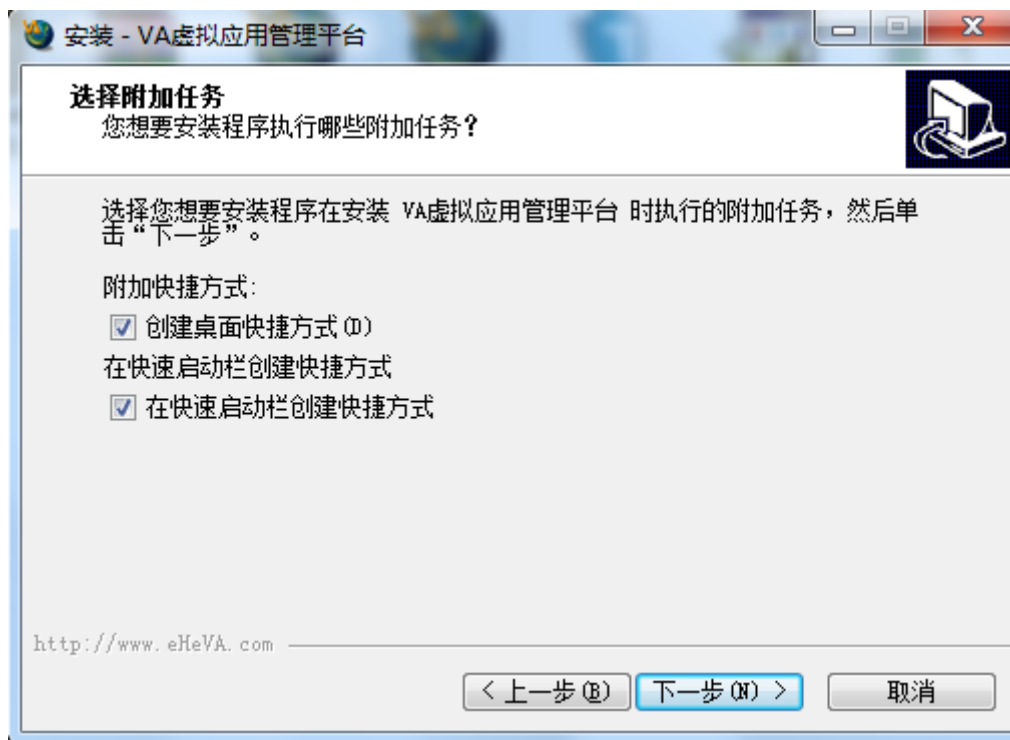 安装 - VA虚拟应用管理平台
选择附加任务
您想要安装程序执行哪些附加任务？
选择您想要安装程序在安装 VA虚拟应用管理平台 时执行的附加任务，然后单
击“下一步”。
附加快捷方式:
创建桌面快捷方式(D)
在快速启动栏创建快捷方式
在快速启动栏创建快捷方式
http://www.eHeVA.com
< 上一步(B)
下一步(N) >
取消